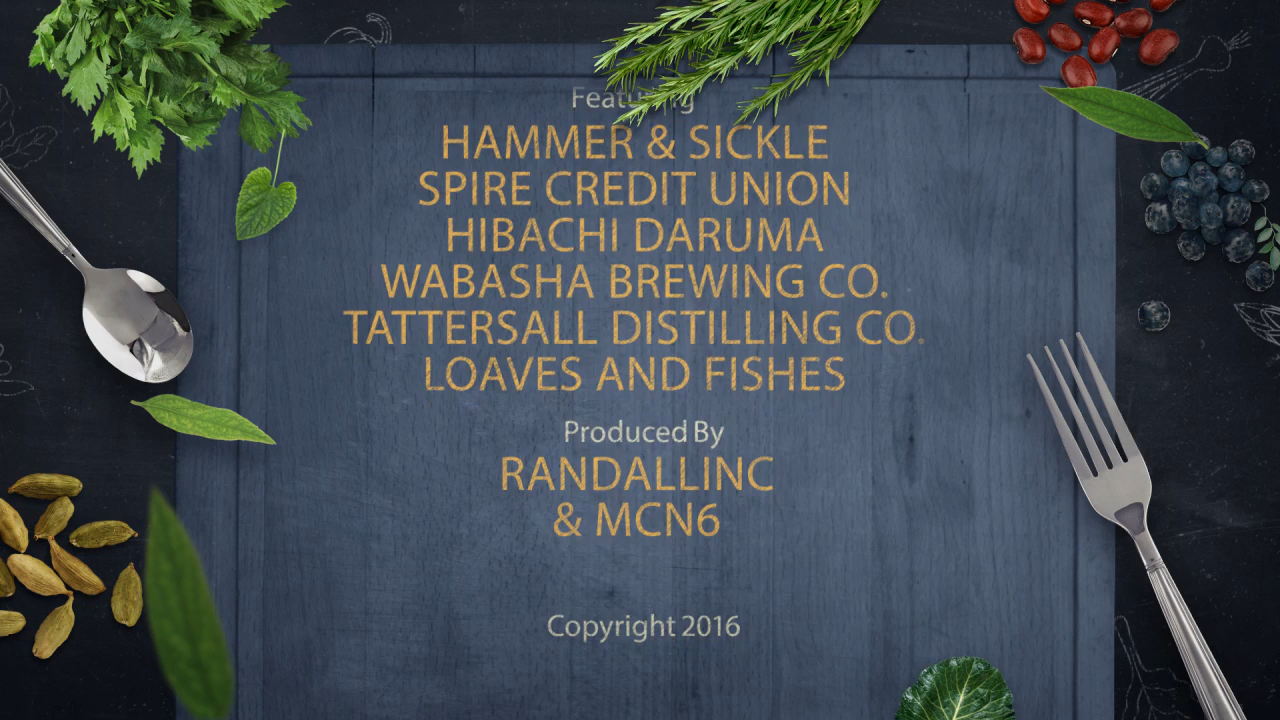 Featuring
HAMMER & SICKLE
SPIRE CREDIT UNION
HIBACHI DARUMA
WABASHA BREWING CO.
TATTERSALL DISTILLING CO.
LOAVES AND FISHES
Produced By
RANDALLINC
& MCN6
Copyright 2016